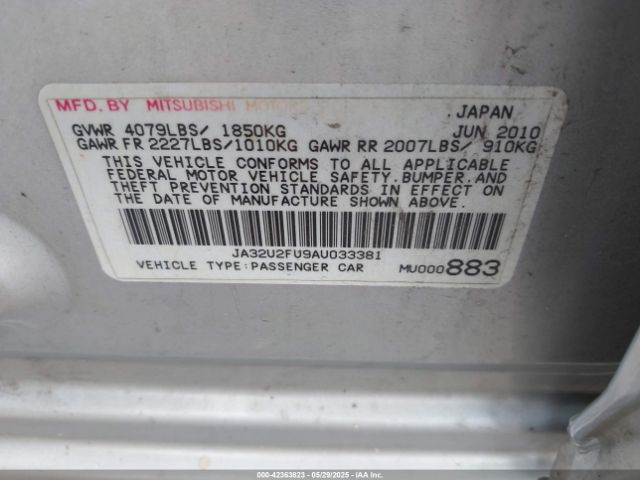 MFD. BY MITSUBISHI MOTORS
JAPAN
GVWR 4079LBS/ 1850KG JUN 2010
GAWR FR 2227LBS/1010KG GAWR RR 2007LBS/ 910KG
THIS VEHICLE CONFORMS TO ALL APPLICABLE
FEDERAL MOTOR VEHICLE SAFETY.BUMPER.AND
THEFT PREVENTION STANDARDS IN EFFECT ON
THE DATE OF MANUFACTURE SHOWN ABOVE.
JA32U2FU9AU033381
VEHICLE TYPE:PASSENGER CAR MU000883
000-42363823 | 05/29/2025 | IAA Inc.